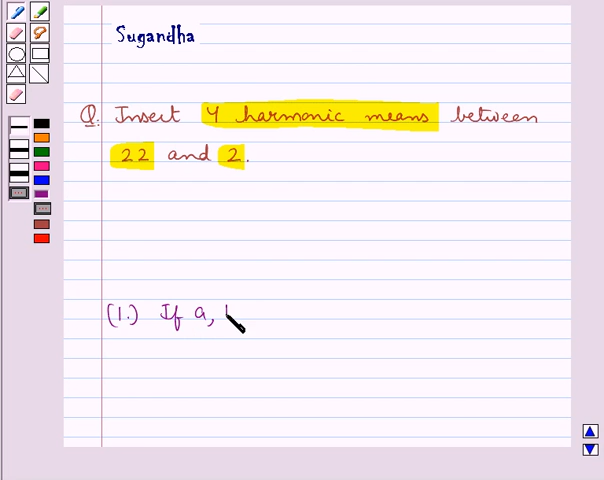 Sugandha
Q. Insert 4 harmonic means between
22 and 2.
(1.) If a,